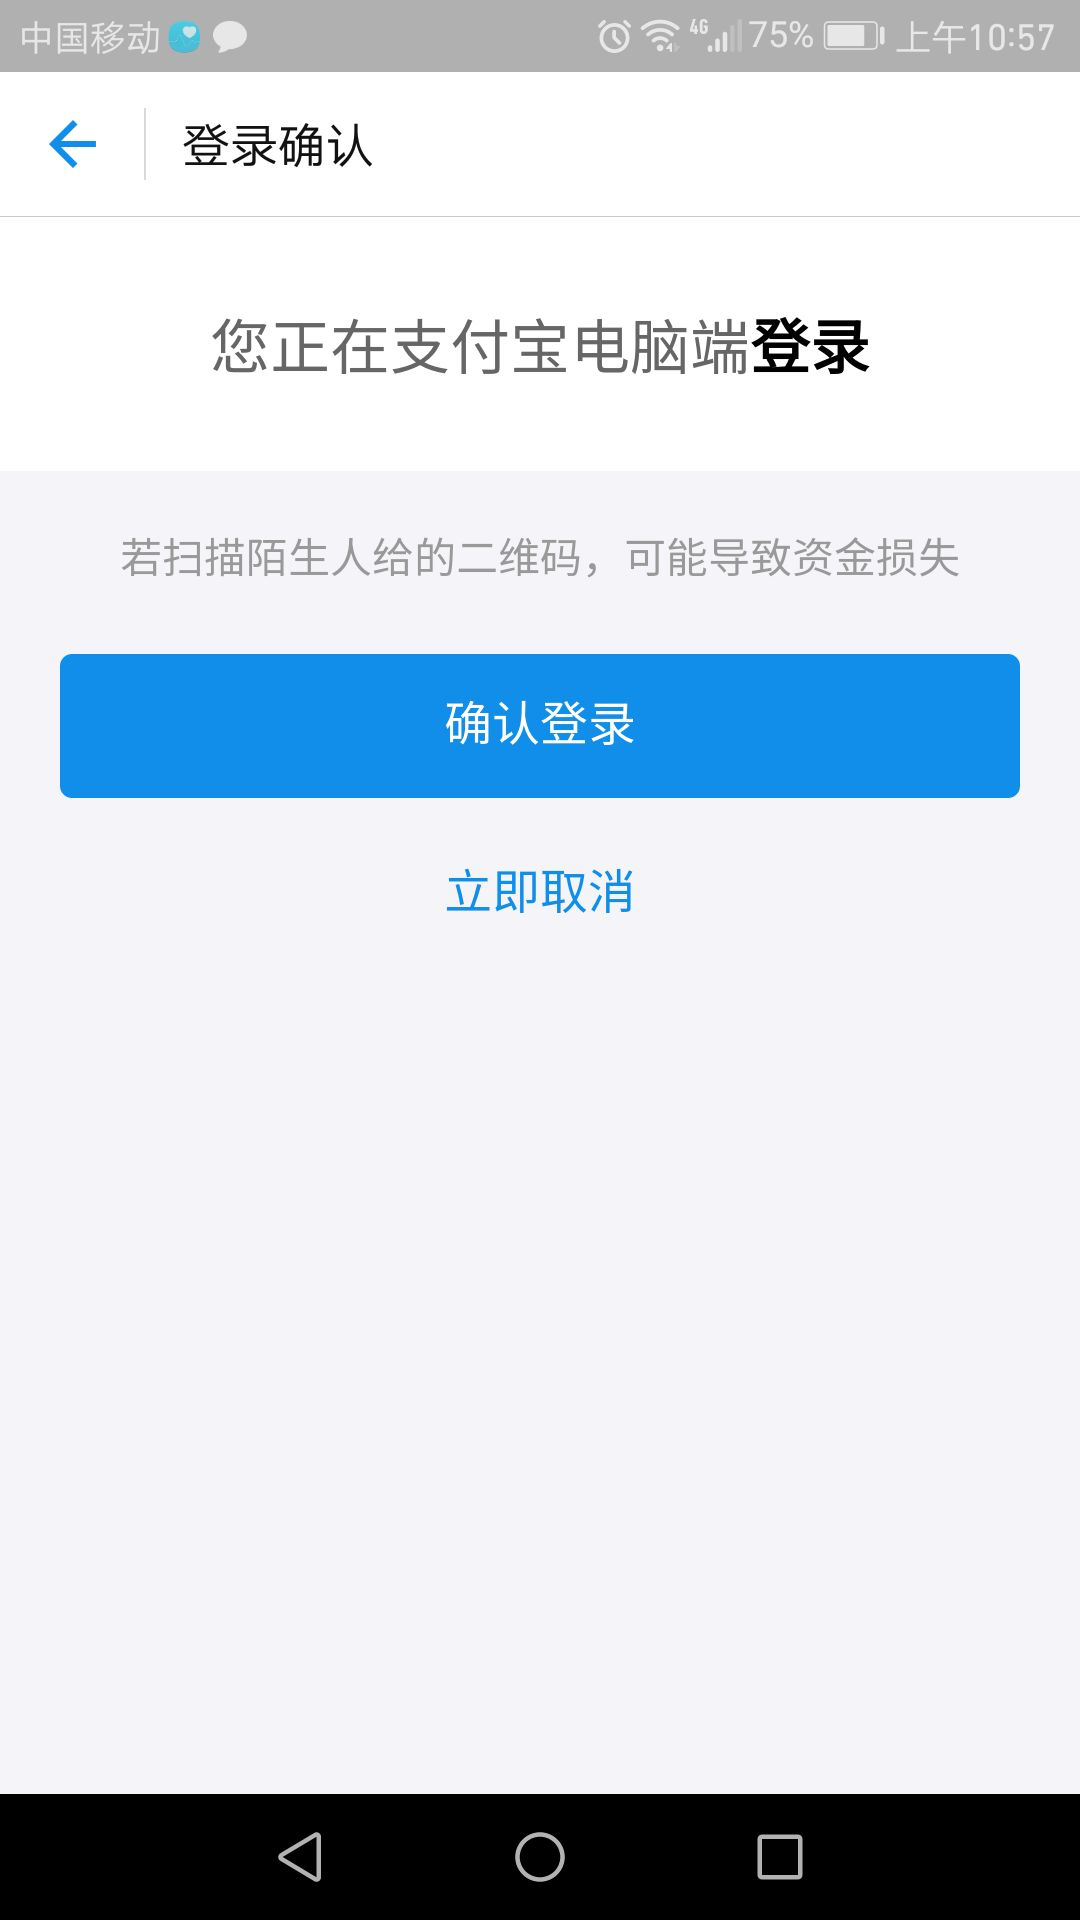 中国移动 4G 75% 上午10:57
登录确认
您正在支付宝电脑端登录
若扫描陌生人给的二维码，可能导致资金损失
确认登录
立即取消